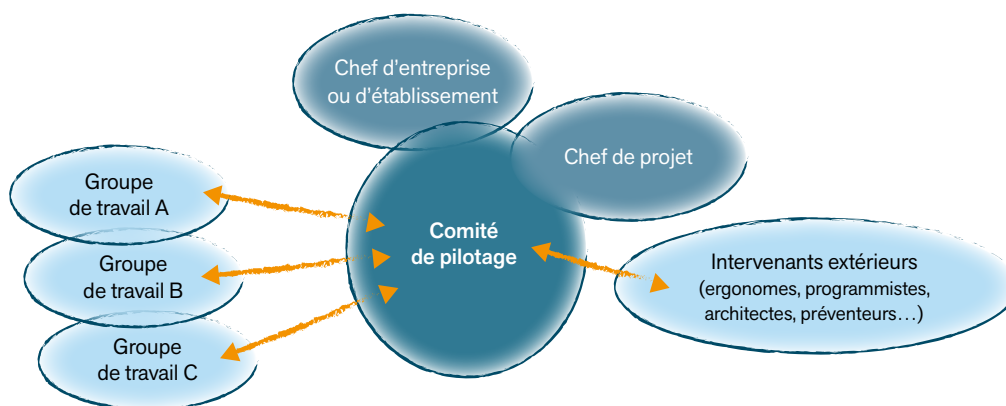 Chef d'entreprise
ou d'établissement
Chef de projet
Groupe
de travail A
Comité
de pilotage
Groupe
de travail B
Intervenants extérieurs
(ergonomes, programmistes,
architectes, préventeurs…)
Groupe
de travail C